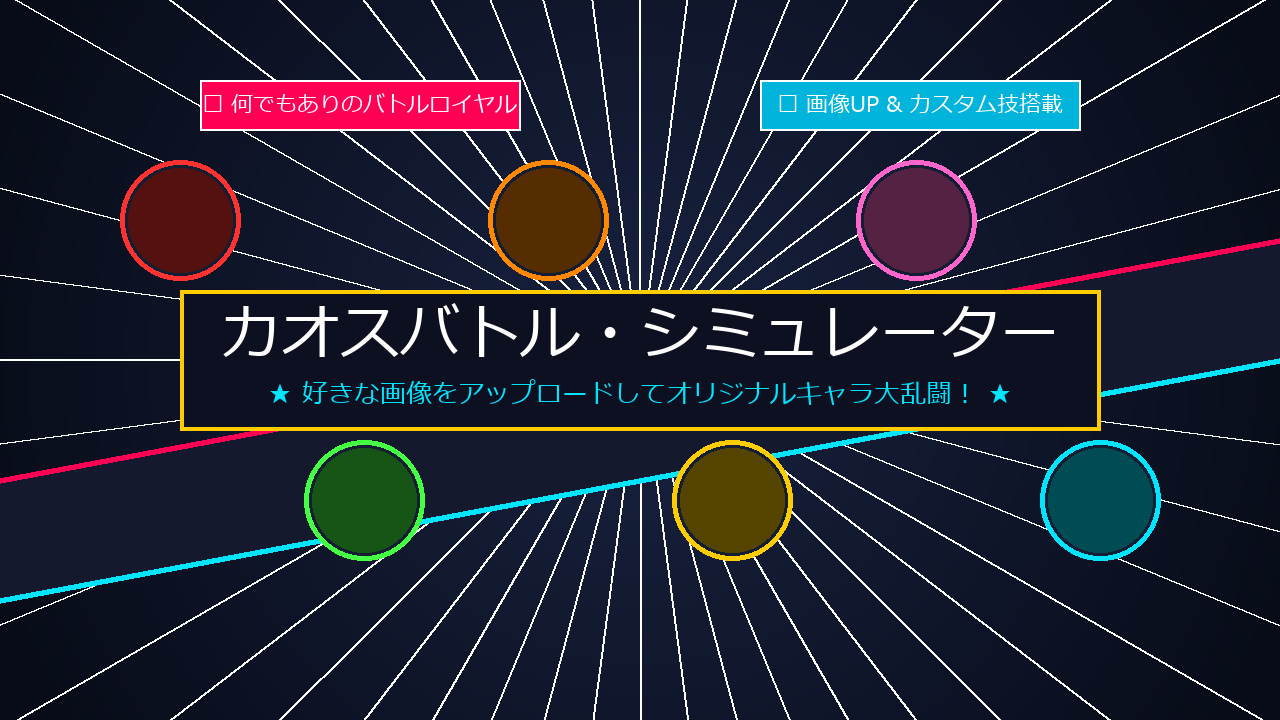 □ 何でもありのバトルロイヤル
□ 画像UP & カスタム技搭載
カオスバトル・シミュレーター
★ 好きな画像をアップロードしてオリジナルキャラ大乱闘！ ★